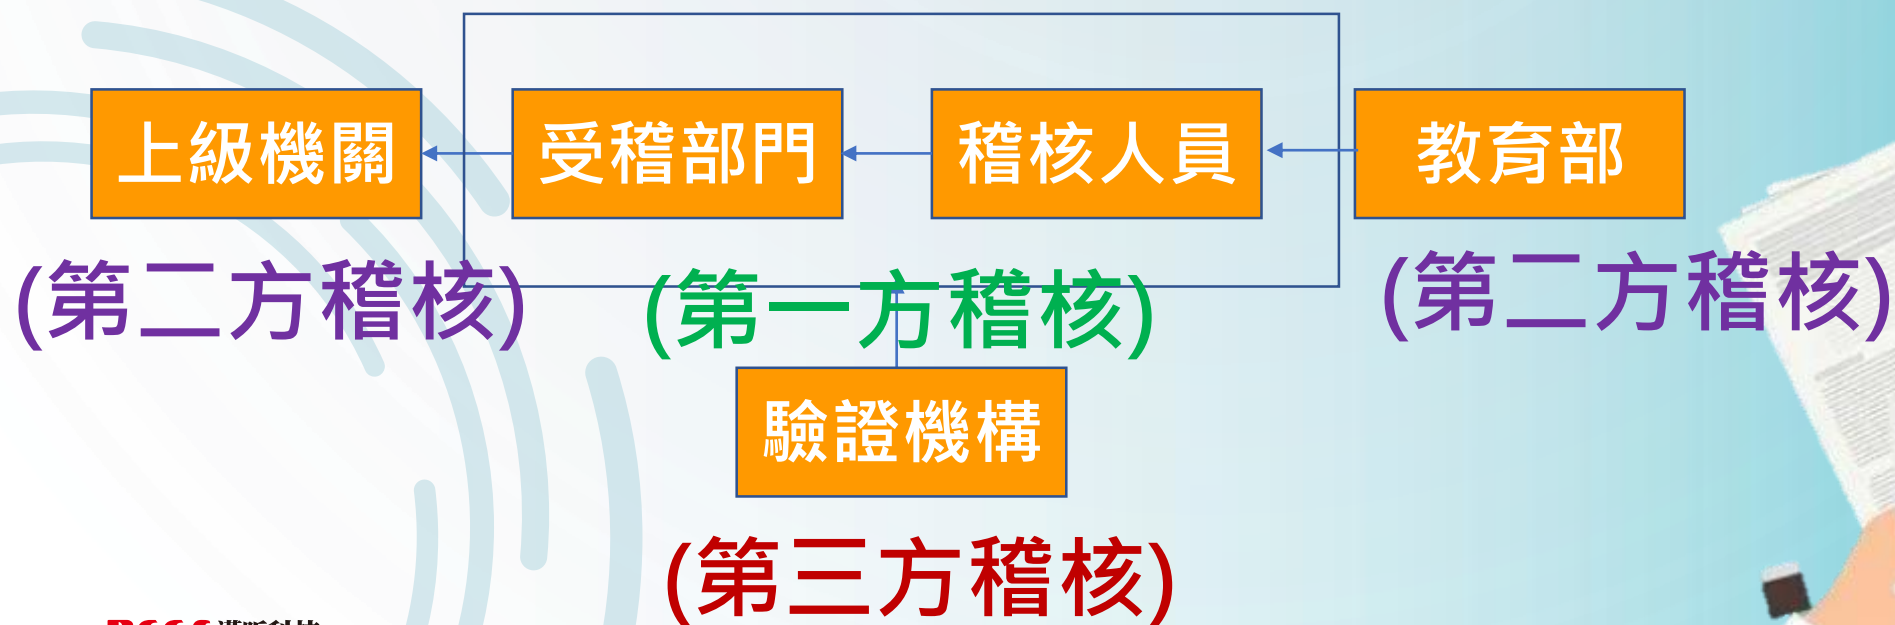 上級機關
受稽部門
稽核人員
教育部
(第二方稽核)
(第一方稽核)
(第二方稽核)
驗證機構
(第三方稽核)